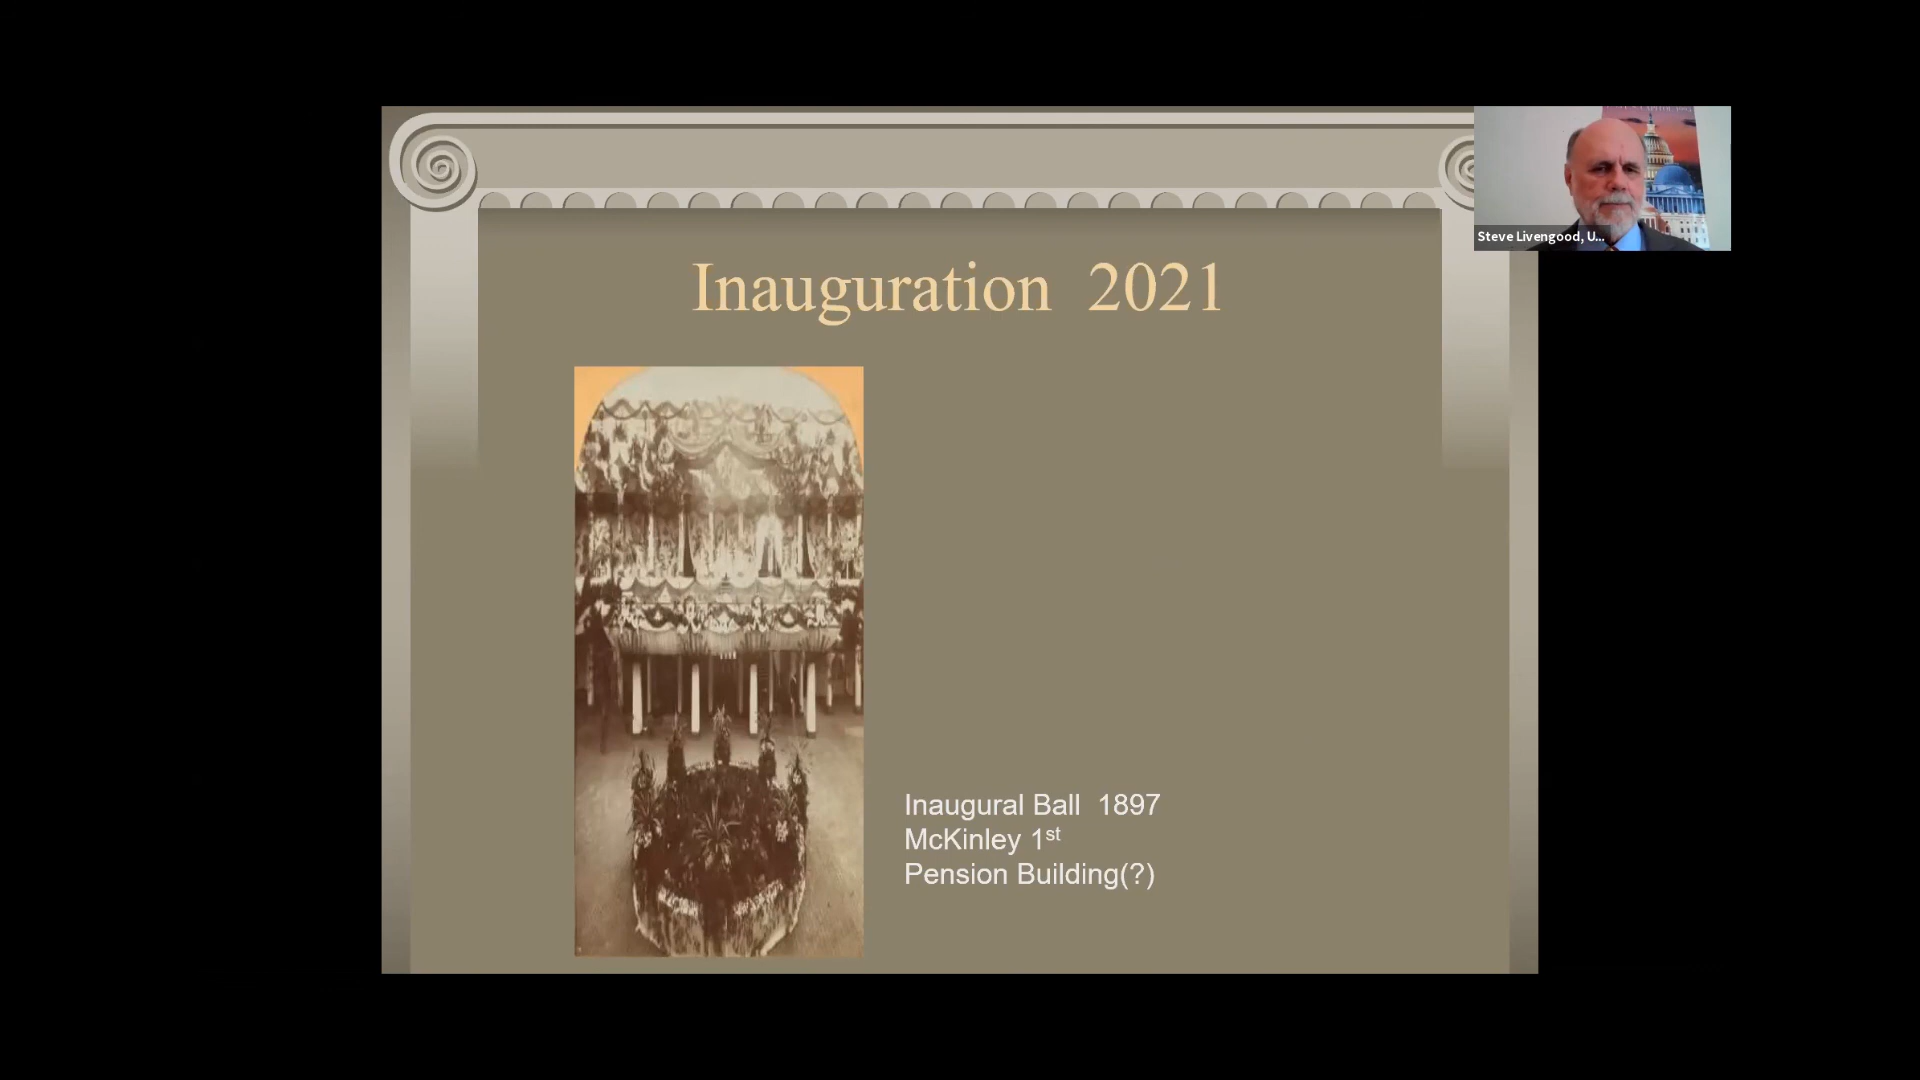 Inauguration  2021
Steve Livengood, U...
Inaugural Ball  1897
McKinley 1st
Pension Building(?)